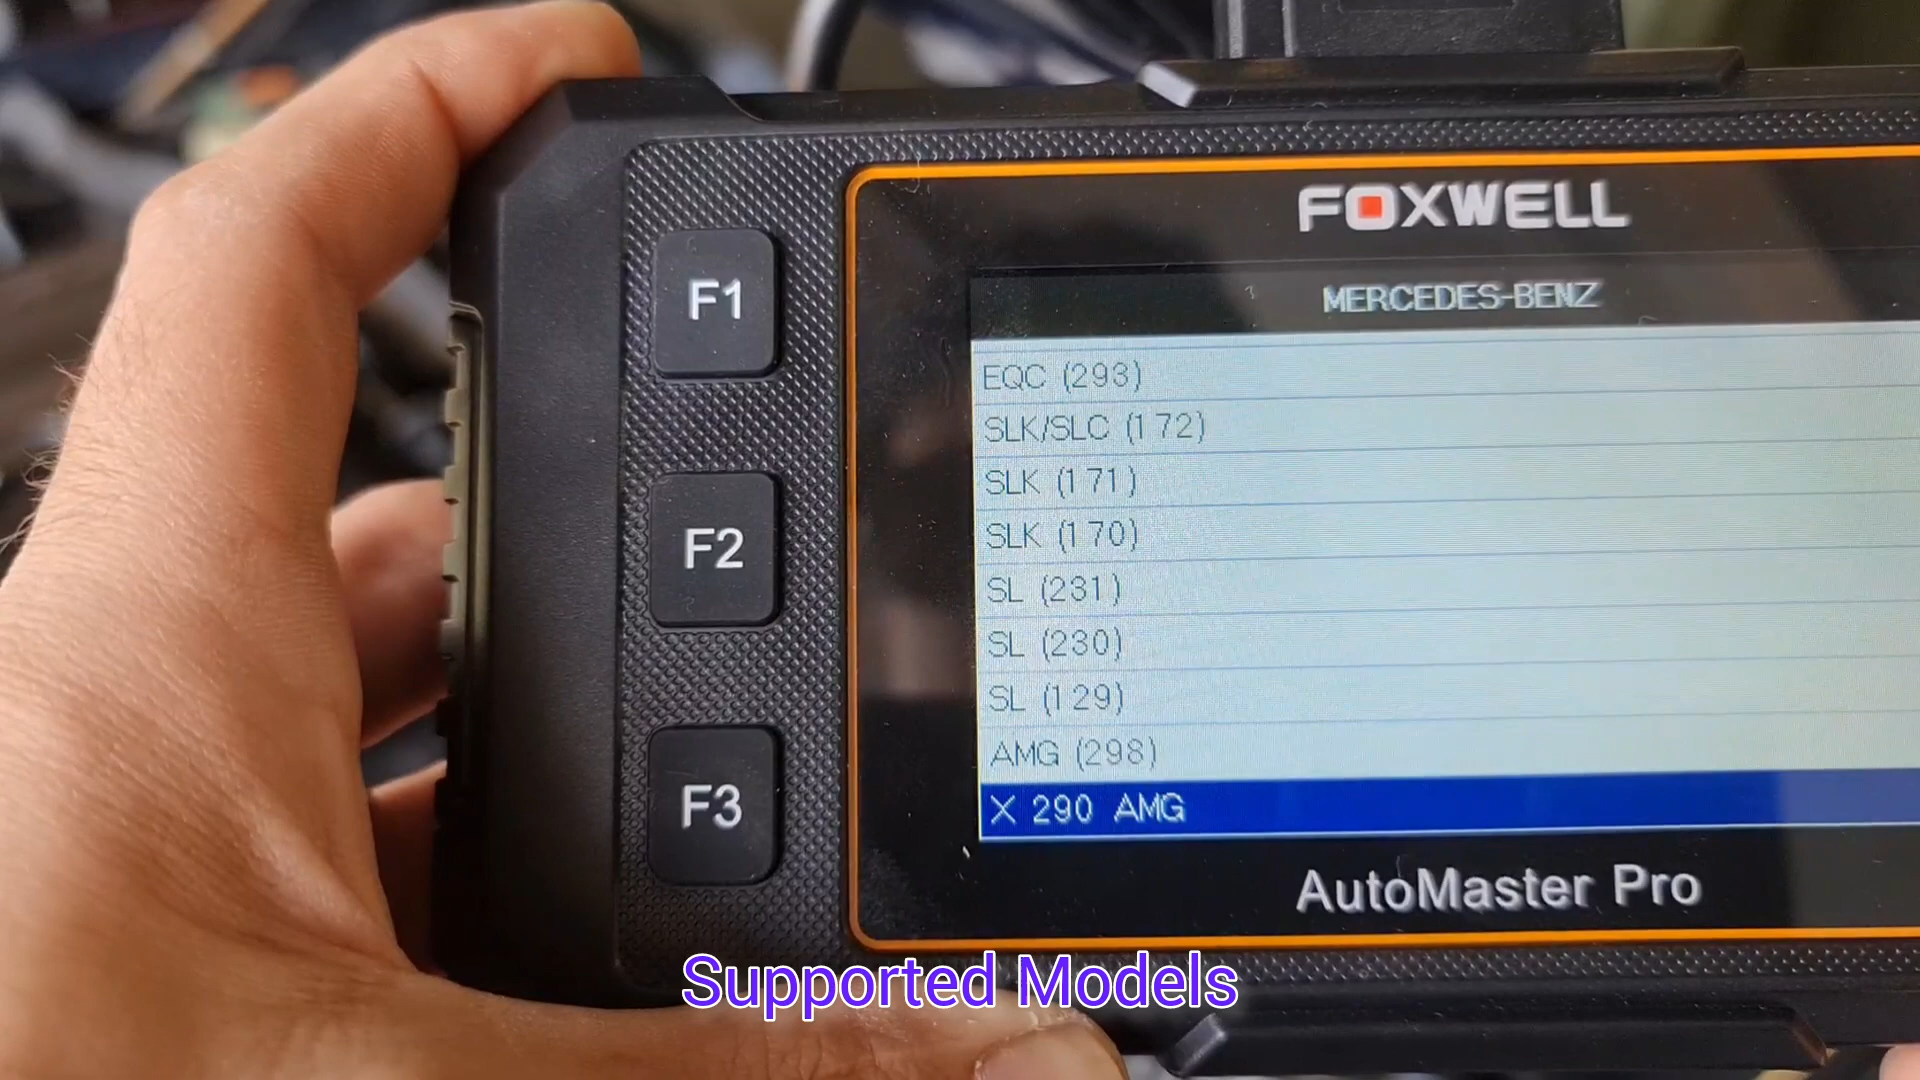 FOXWELL
MERCEDES-BENZ
F1
EQC (293)
SLK/SLC (172)
SLK (171)
F2
SLK (170)
SL (231)
SL (230)
SL (129)
F3
AMG (298)
X 290 AMG
AutoMaster Pro
Supported Models